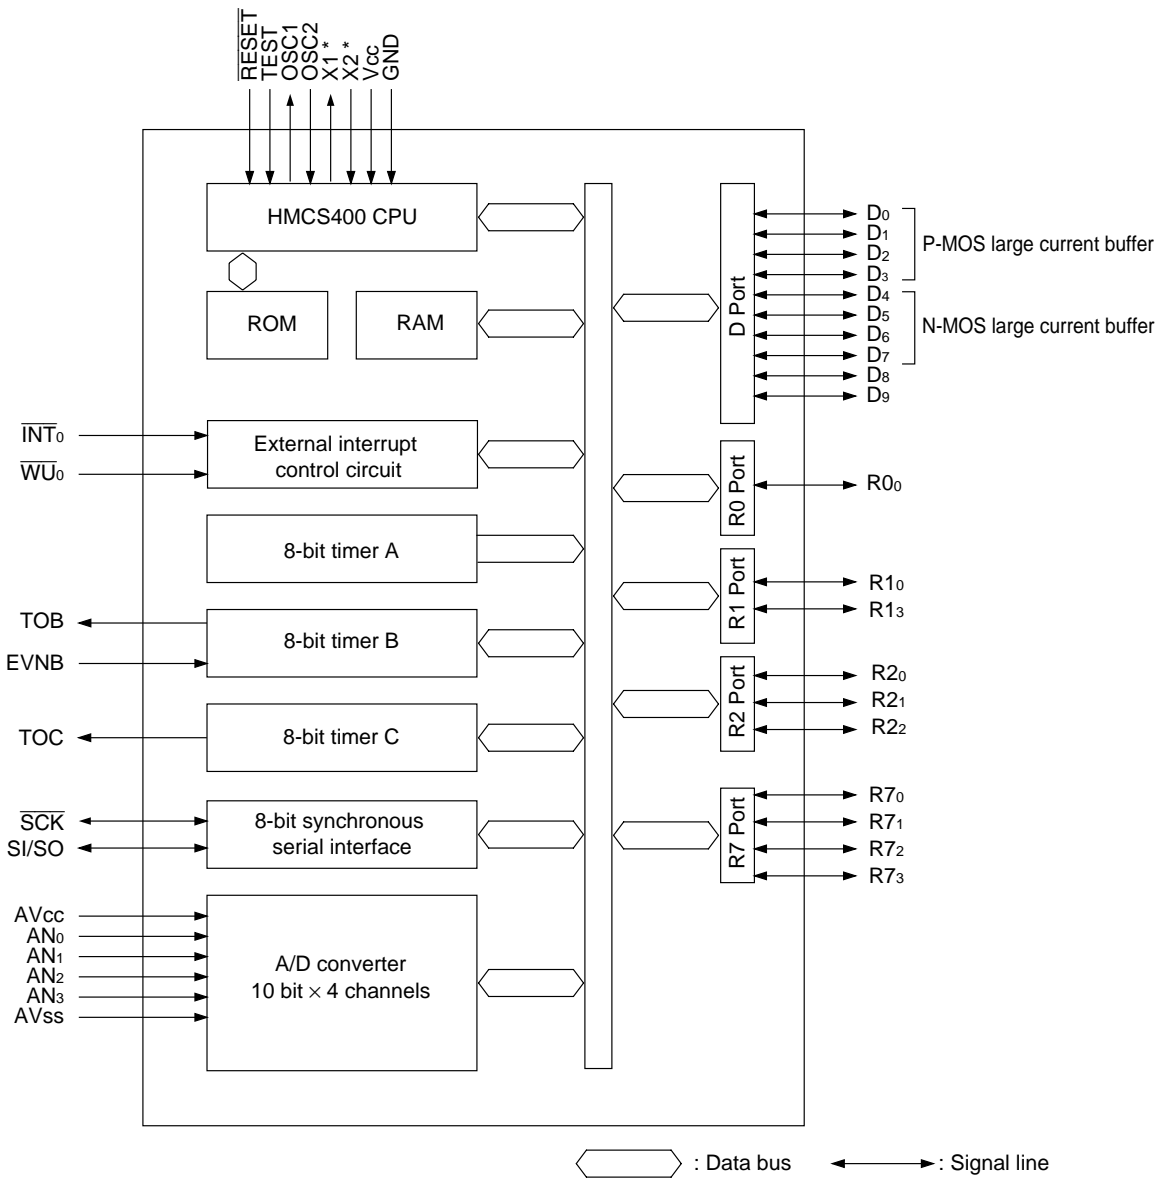 RESET
TEST
OSC1
OSC2
X1 *
X2 *
Vcc
GND
HMCS400 CPU
ROM
RAM
External interrupt
control circuit
8-bit timer A
8-bit timer B
8-bit timer C
8-bit synchronous
serial interface
A/D converter
10 bit × 4 channels
INT0
WU0
TOB
EVNB
TOC
SCK
SI/SO
AVcc
AN0
AN1
AN2
AN3
AVss
D Port
R0 Port
R1 Port
R2 Port
R7 Port
D0
D1
D2
D3
D4
D5
D6
D7
D8
D9
P-MOS large current buffer
N-MOS large current buffer
R00
R10
R13
R20
R21
R22
R70
R71
R72
R73
: Data bus
: Signal line